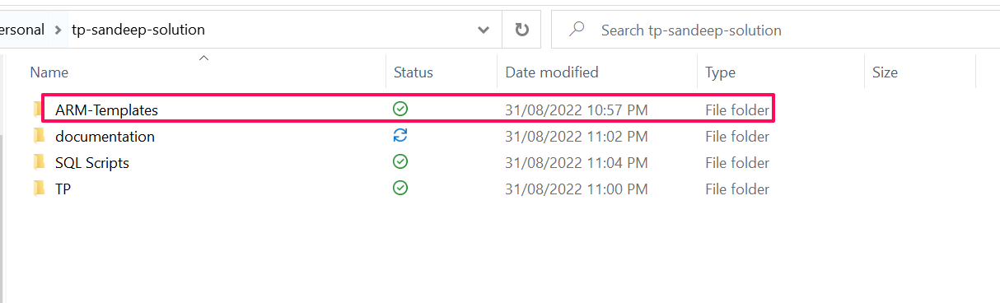 ersonal > tp-sandeep-solution Search tp-sandeep-solution
Name Status Date modified Type Size
ARM-Templates 31/08/2022 10:57 PM File folder
documentation 31/08/2022 11:02 PM File folder
SQL Scripts 31/08/2022 11:04 PM File folder
TP 31/08/2022 11:00 PM File folder